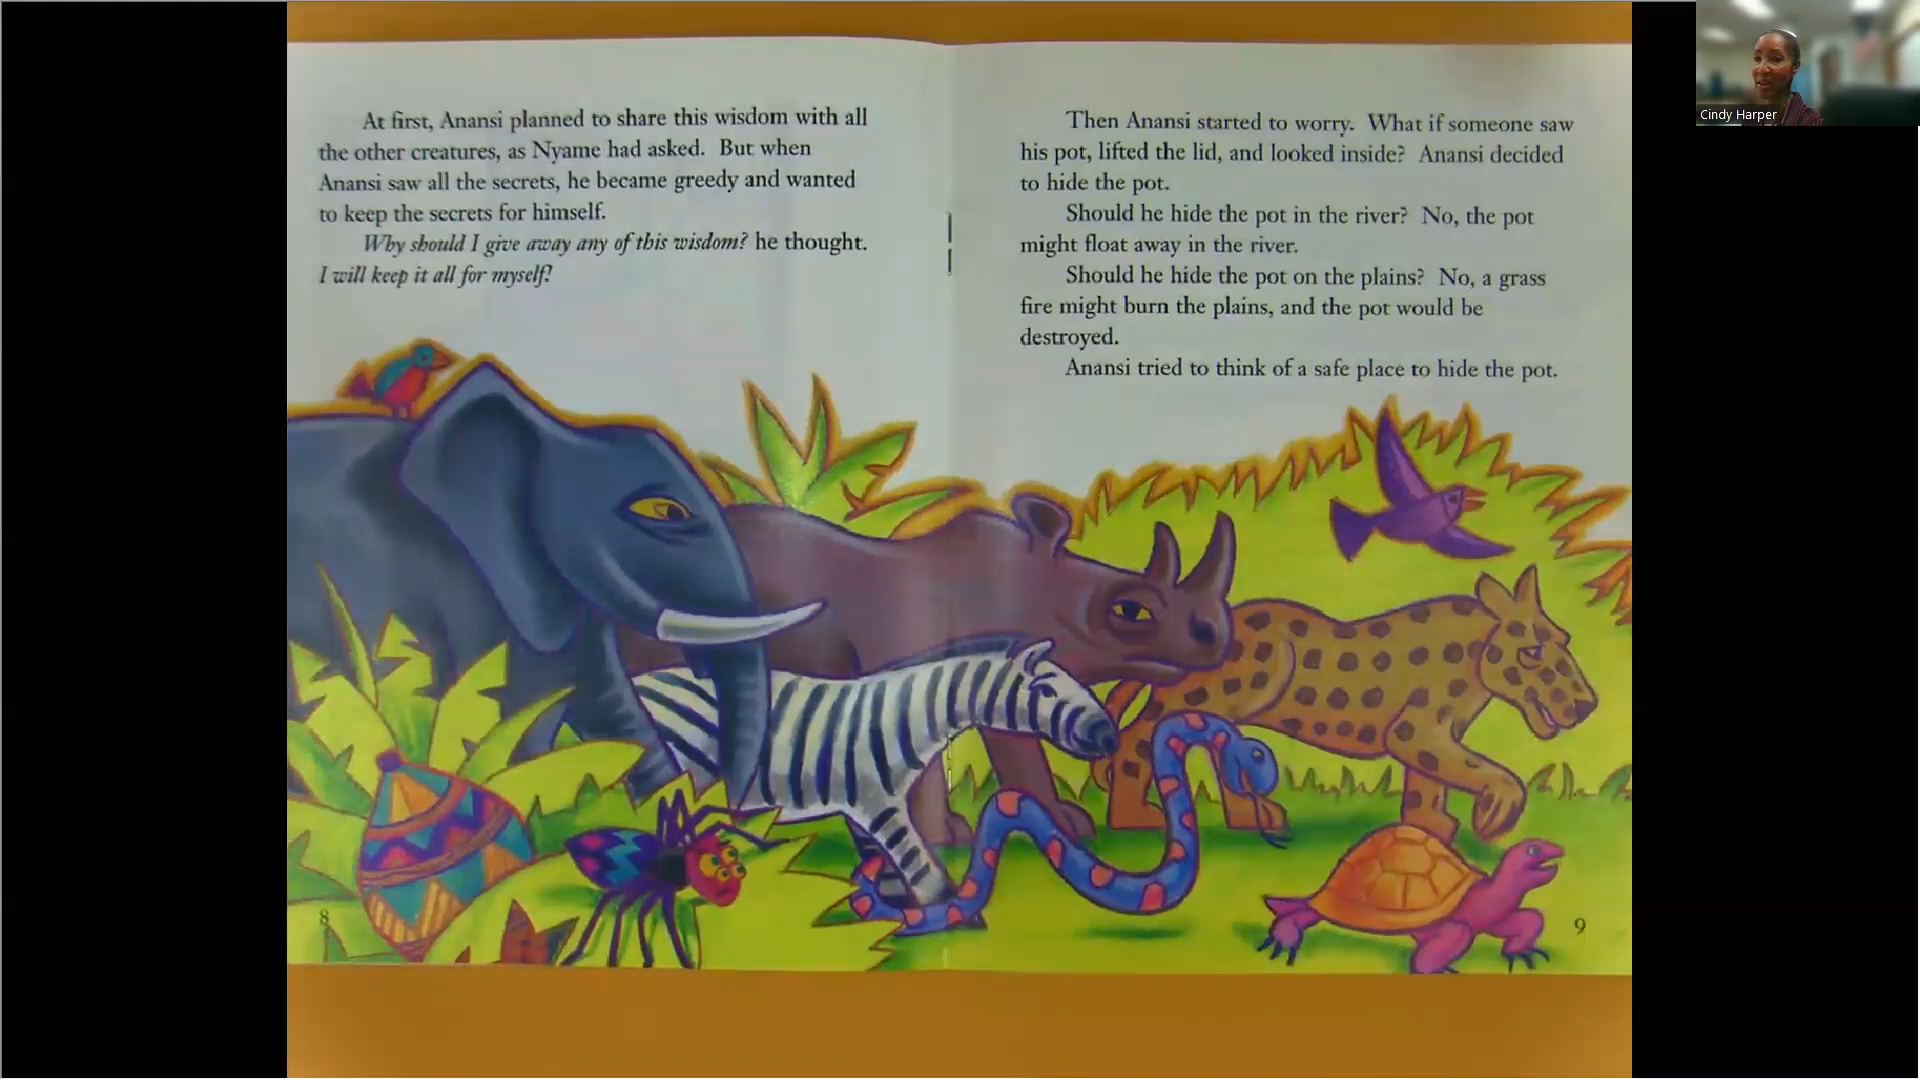 At first, Anansi planned to share this wisdom with all
the other creatures, as Nyame had asked. But when
Anansi saw all the secrets, he became greedy and wanted
to keep the secrets for himself.
Why should I give away any of this wisdom? he thought.
I will keep it all for myself!
8
Then Anansi started to worry. What if someone saw
his pot, lifted the lid, and looked inside? Anansi decided
to hide the pot.
Should he hide the pot in the river? No, the pot
might float away in the river.
Should he hide the pot on the plains? No, a grass
fire might burn the plains, and the pot would be
destroyed.
Anansi tried to think of a safe place to hide the pot.
9
Cindy Harper